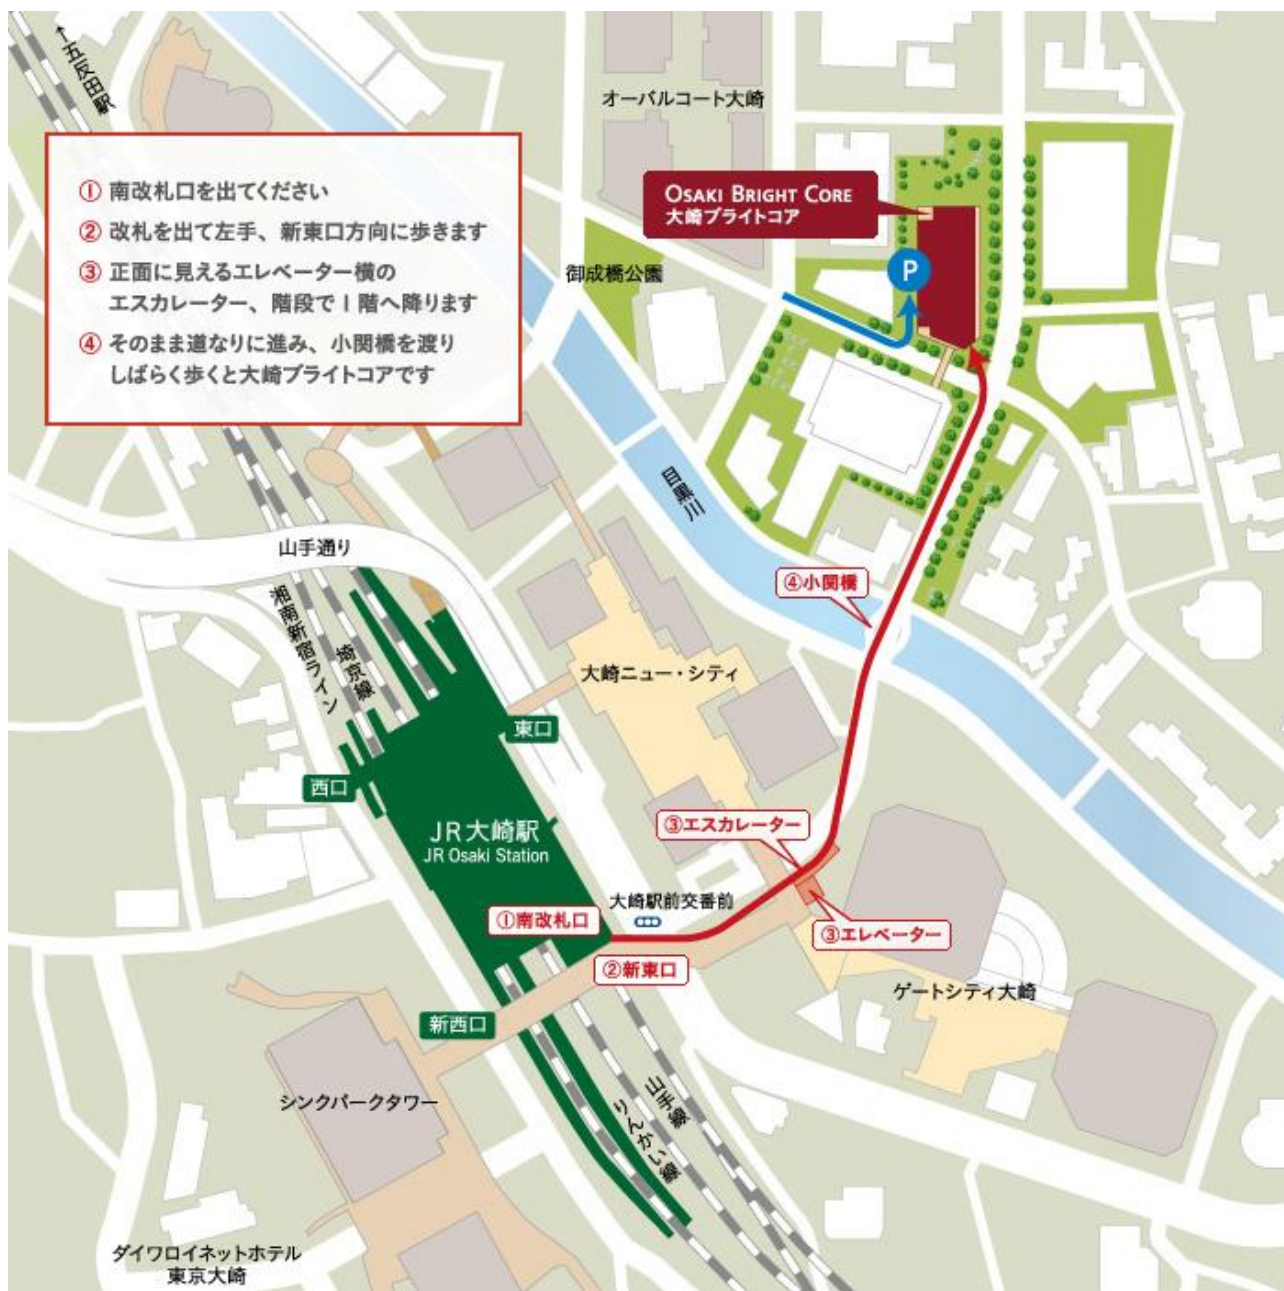 ←五反田駅
オーバルコート大崎
① 南改札口を出てください
② 改札を出て左手、新東口方向に歩きます
③ 正面に見えるエレベーター横の
エスカレーター、階段で1階へ降ります
④ そのまま道なりに進み、小関橋を渡り
しばらく歩くと大崎ブライトコアです
OSAKI BRIGHT CORE
大崎ブライトコア
P
御成橋公園
目黒川
山手通り
④小関橋
湘南新宿ライン
埼京線
大崎ニュー・シティ
東口
西口
JR大崎駅
JR Osaki Station
③エスカレーター
大崎駅前交番前
①南改札口
③エレベーター
②新東口
ゲートシティ大崎
新西口
シンクパークタワー
山手線
りんかい線
ダイワロイネットホテル
東京大崎